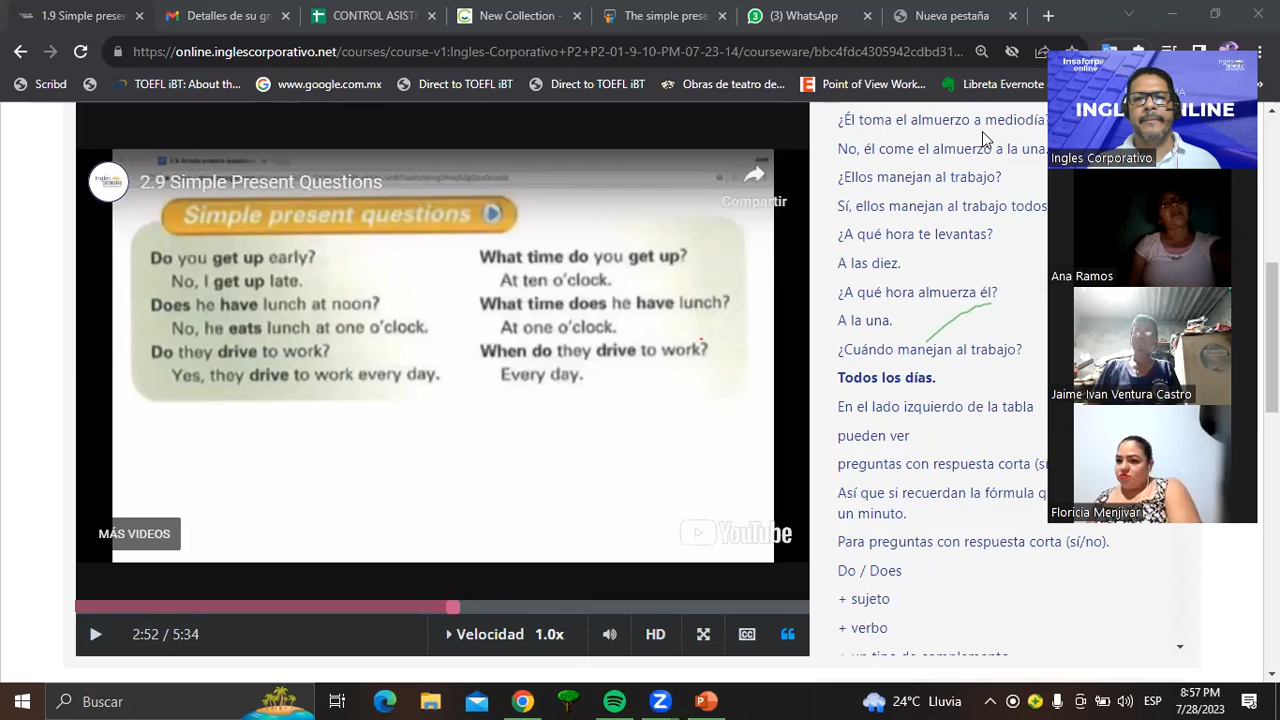 1.9 Simple preser
Detalles de su g
CONTROL ASIST
New Collection -
The simple prese
(3) WhatsApp
Nueva pestaña
https://online.inglescorporativo.net/courses/course-v1:Ingles-Corporativo+P2+P2-01-9-10-PM-07-23-14/courseware/bbc4fdc4305942cdbd31...
Scribd
TOEFL iBT: About th...
www.google.co
Direct to TOEFL iBT
Direct to TOEFL iBT
Obras de teatro de...
Point of View Work...
Libreta Evernote
Insaforp
online
INGL
NLINE
Ingles Corporativo
Ana Ramos
Jaime Ivan Ventura Castro
Floricia Menjivar
2.9 Simple Present Questions
Compartir
Simple present questions
Do you get up early?
No, I get up late.
Does he have lunch at noon?
No, he eats lunch at one o'clock.
Do they drive to work?
Yes, they drive to work every day.
What time do you get up?
At ten o'clock.
What time does he have lunch?
At one o'clock.
When do they drive to work?
Every day.
MÁS VIDEOS
YouTube
2:52 / 5:34
Velocidad 1.0x
HD
¿Él toma el almuerzo a mediodía?
No, él come el almuerzo a la una.
¿Ellos manejan al trabajo?
Sí, ellos manejan al trabajo todos
¿A qué hora te levantas?
A las diez.
¿A qué hora almuerza él?
A la una.
¿Cuándo manejan al trabajo?
Todos los días.
En el lado izquierdo de la tabla
pueden ver
preguntas con respuesta corta (sí
Así que si recuerdan la fórmula q
un minuto.
Para preguntas con respuesta corta (sí/no).
Do / Does
+ sujeto
+ verbo
+ un tipo de complemento
Buscar
24°C Lluvia
ESP
8:57 PM
7/28/2023